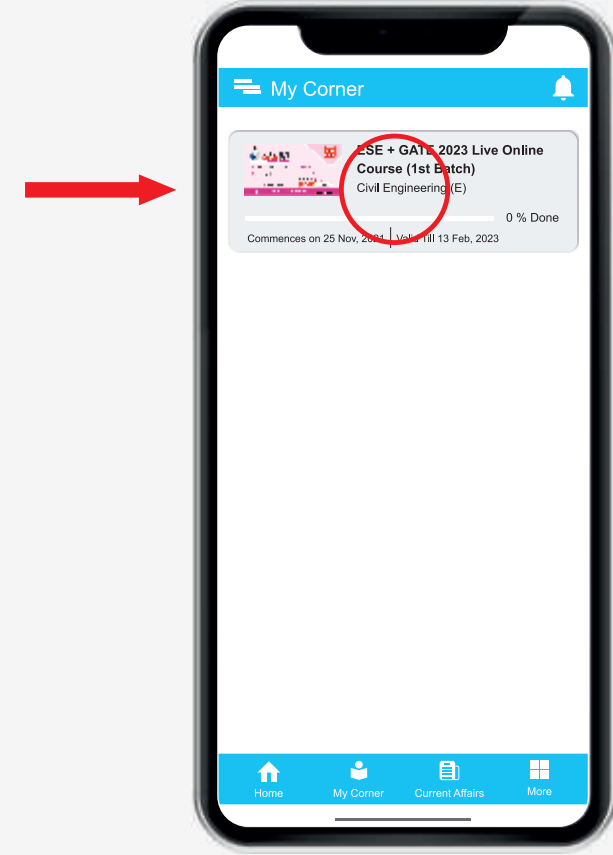 My Corner
ESE + GATE 2023 Live Online
Course (1st Batch)
Civil Engineering (E)
0 % Done
Commences on 25 Nov, 2021 | Valid Till 13 Feb, 2023
Home
My Corner
Current Affairs
More